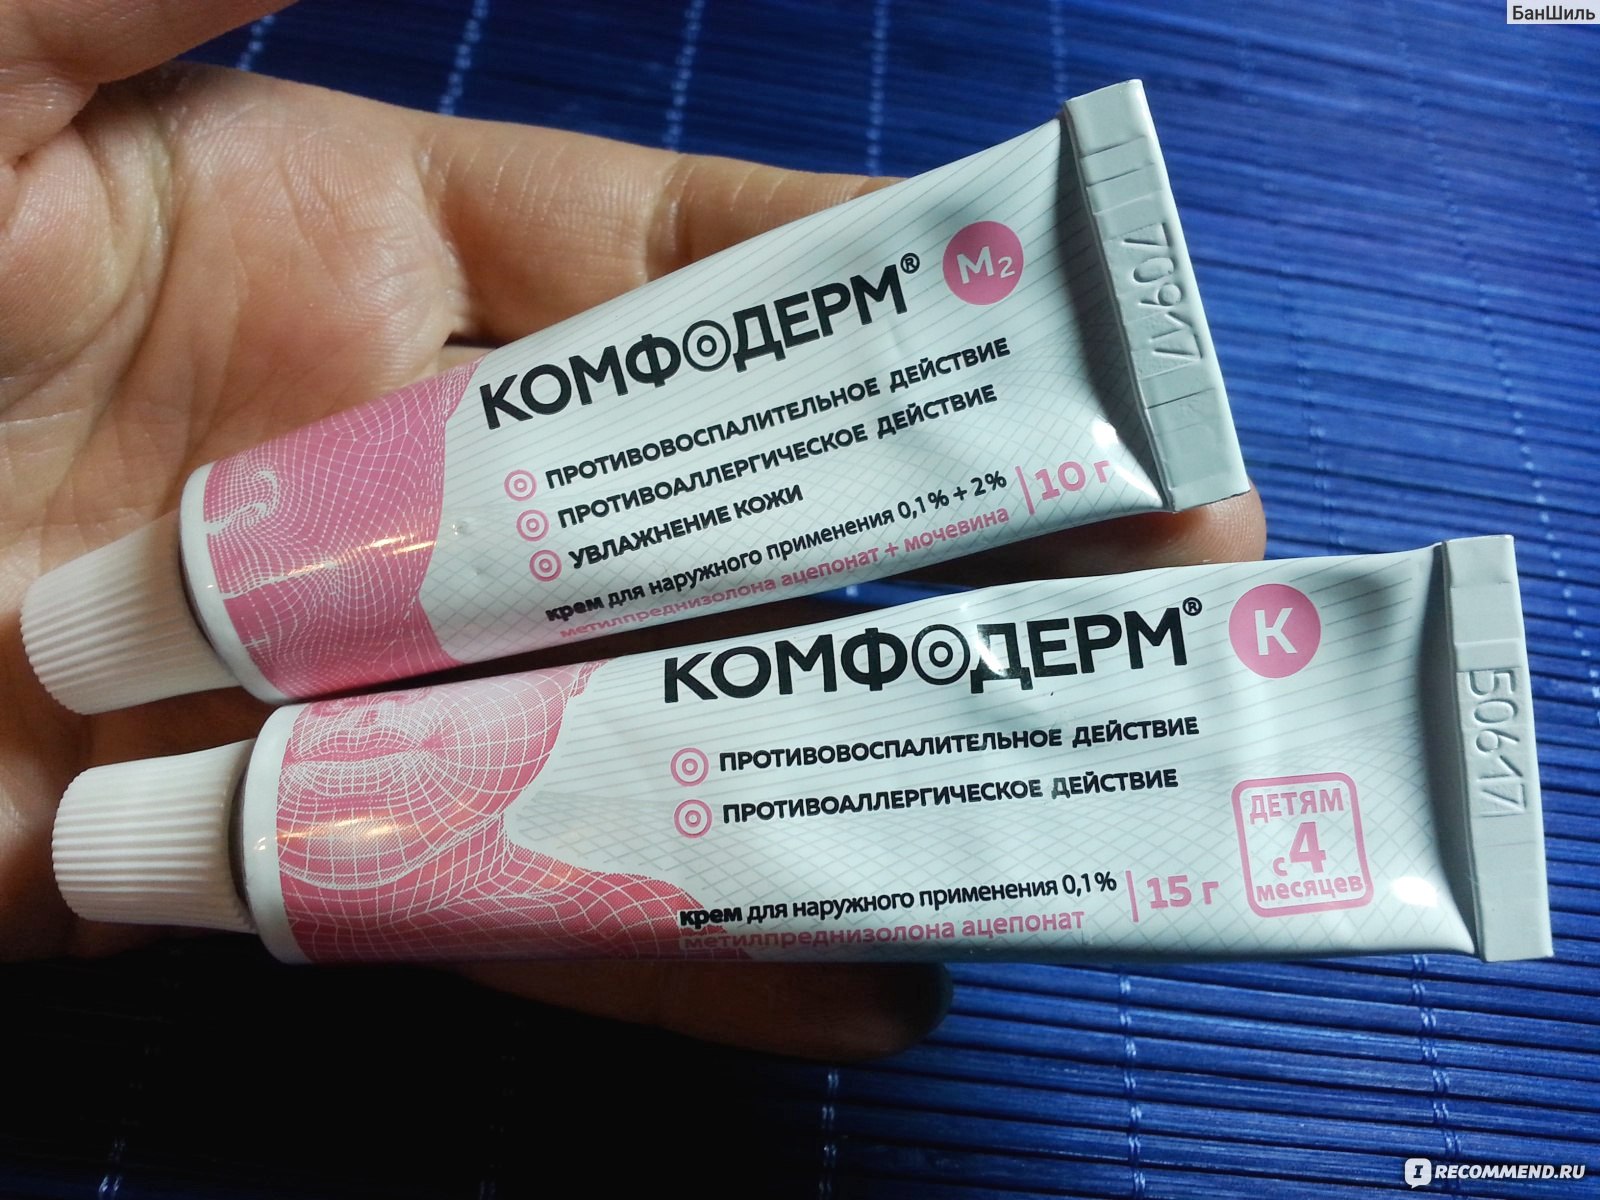 БанШиль
КОМФОДЕРМ® М2
ПРОТИВОВОСПАЛИТЕЛЬНОЕ ДЕЙСТВИЕ
ПРОТИВОАЛЛЕРГИЧЕСКОЕ ДЕЙСТВИЕ
УВЛАЖНЕНИЕ КОЖИ
крем для наружного применения 0,1% + 2%
метилпреднизолона ацепонат + мочевина
10 г
70917
КОМФОДЕРМ® К
ПРОТИВОВОСПАЛИТЕЛЬНОЕ ДЕЙСТВИЕ
ПРОТИВОАЛЛЕРГИЧЕСКОЕ ДЕЙСТВИЕ
крем для наружного применения 0,1%
метилпреднизолона ацепонат
15 г
ДЕТЯМ
с 4
месяцев
50617
IRECOMMEND.RU